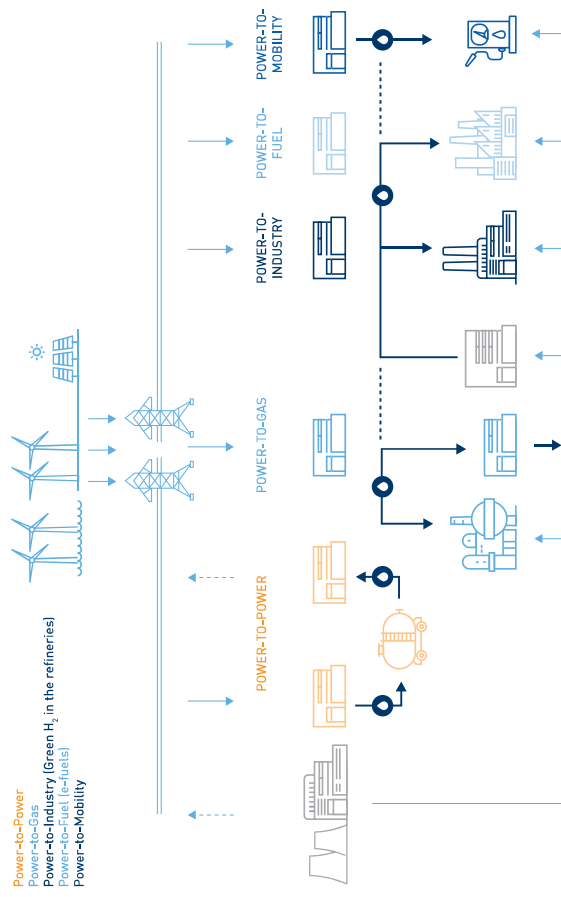 Power-to-Power
Power-to-Gas
Power-to-Industry (Green H2 in the refineries)
Power-to-Fuel (e-fuels)
Power-to-Mobility
POWER-TO-POWER
POWER-TO-GAS
POWER-TO-
INDUSTRY
POWER-TO-
FUEL
POWER-TO-
MOBILITY